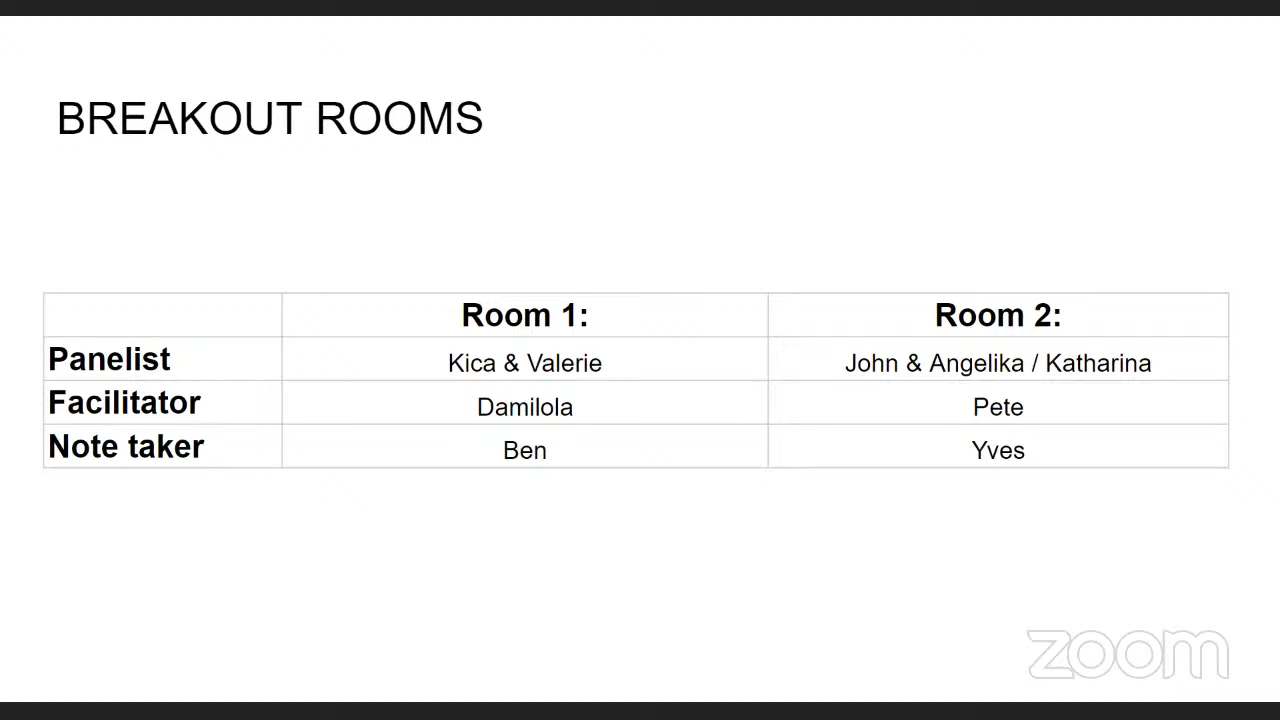 BREAKOUT ROOMS
Room 1: Room 2:
Panelist Kica & Valerie John & Angelika / Katharina
Facilitator Damilola Pete
Note taker Ben Yves
zoom